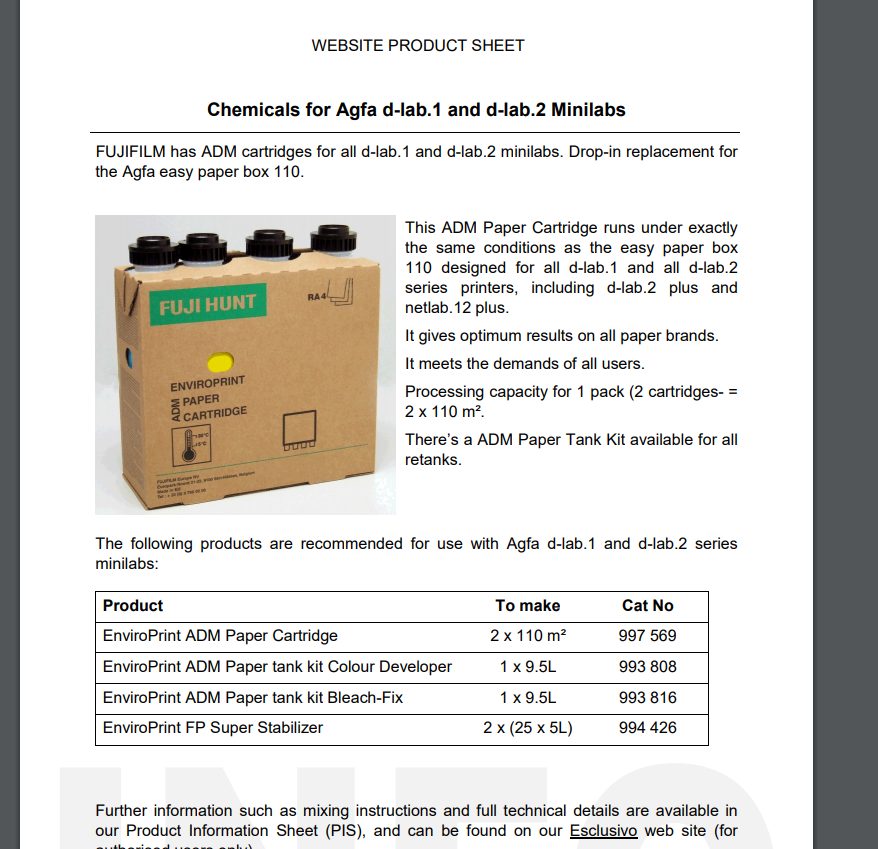 WEBSITE PRODUCT SHEET
Chemicals for Agfa d-lab.1 and d-lab.2 Minilabs
FUJIFILM has ADM cartridges for all d-lab.1 and d-lab.2 minilabs. Drop-in replacement for
the Agfa easy paper box 110.
FUJI HUNT
RA4
ENVIROPRINT
ADM
PAPER
CARTRIDGE
This ADM Paper Cartridge runs under exactly
the same conditions as the easy paper box
110 designed for all d-lab.1 and all d-lab.2
series printers, including d-lab.2 plus and
netlab.12 plus.
It gives optimum results on all paper brands.
It meets the demands of all users.
Processing capacity for 1 pack (2 cartridges- =
2 x 110 m².
There’s a ADM Paper Tank Kit available for all
retanks.
The following products are recommended for use with Agfa d-lab.1 and d-lab.2 series
minilabs:
Product To make Cat No
EnviroPrint ADM Paper Cartridge 2 x 110 m² 997 569
EnviroPrint ADM Paper tank kit Colour Developer 1 x 9.5L 993 808
EnviroPrint ADM Paper tank kit Bleach-Fix 1 x 9.5L 993 816
EnviroPrint FP Super Stabilizer 2 x (25 x 5L) 994 426
INFO
Further information such as mixing instructions and full technical details are available in
our Product Information Sheet (PIS), and can be found on our Esclusivo web site (for
authorised users only)